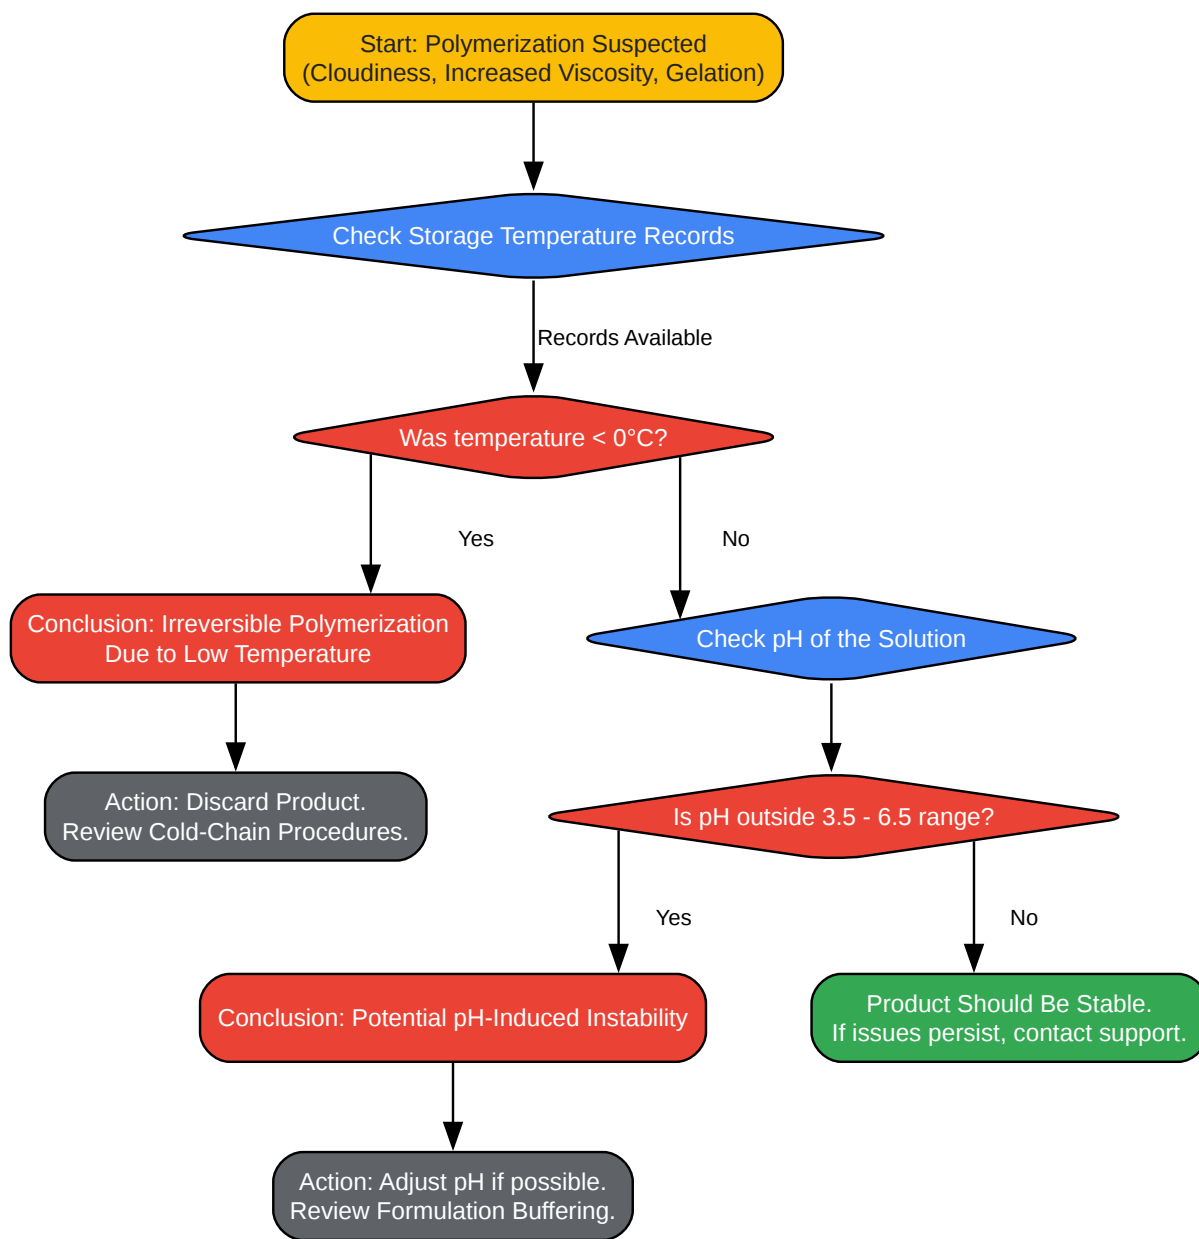 Start: Polymerization Suspected
(Cloudiness, Increased Viscosity, Gelation)
Check Storage Temperature Records
Records Available
Was temperature < 0°C?
Yes
No
Conclusion: Irreversible Polymerization
Due to Low Temperature
Check pH of the Solution
Action: Discard Product.
Review Cold-Chain Procedures.
Is pH outside 3.5 - 6.5 range?
Yes
No
Conclusion: Potential pH-Induced Instability
Product Should Be Stable.
If issues persist, contact support.
Action: Adjust pH if possible.
Review Formulation Buffering.